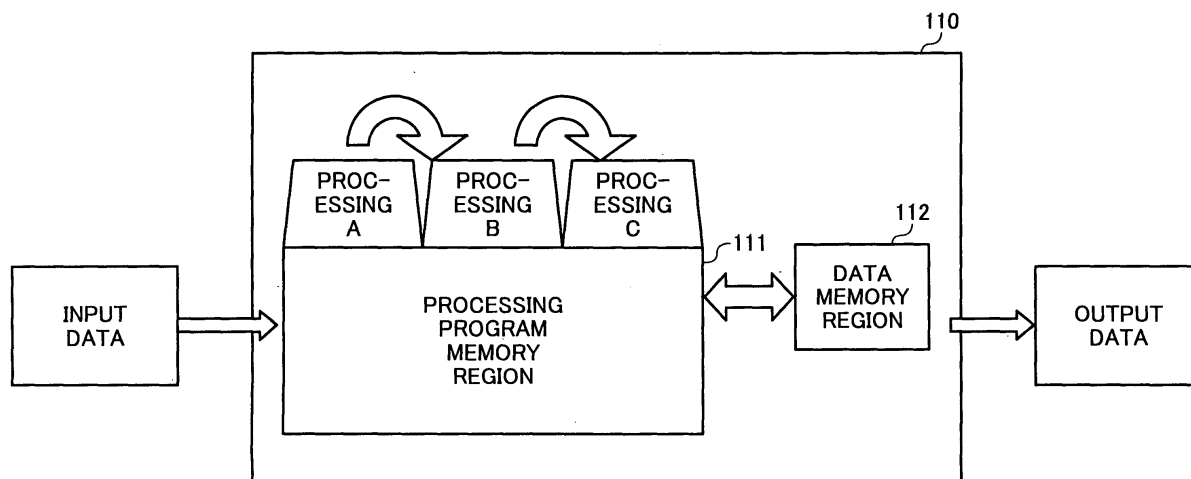 110
PROC-
ESSING
A
PROC-
ESSING
B
PROC-
ESSING
C
111
112
INPUT
DATA
PROCESSING
PROGRAM
MEMORY
REGION
DATA
MEMORY
REGION
OUTPUT
DATA